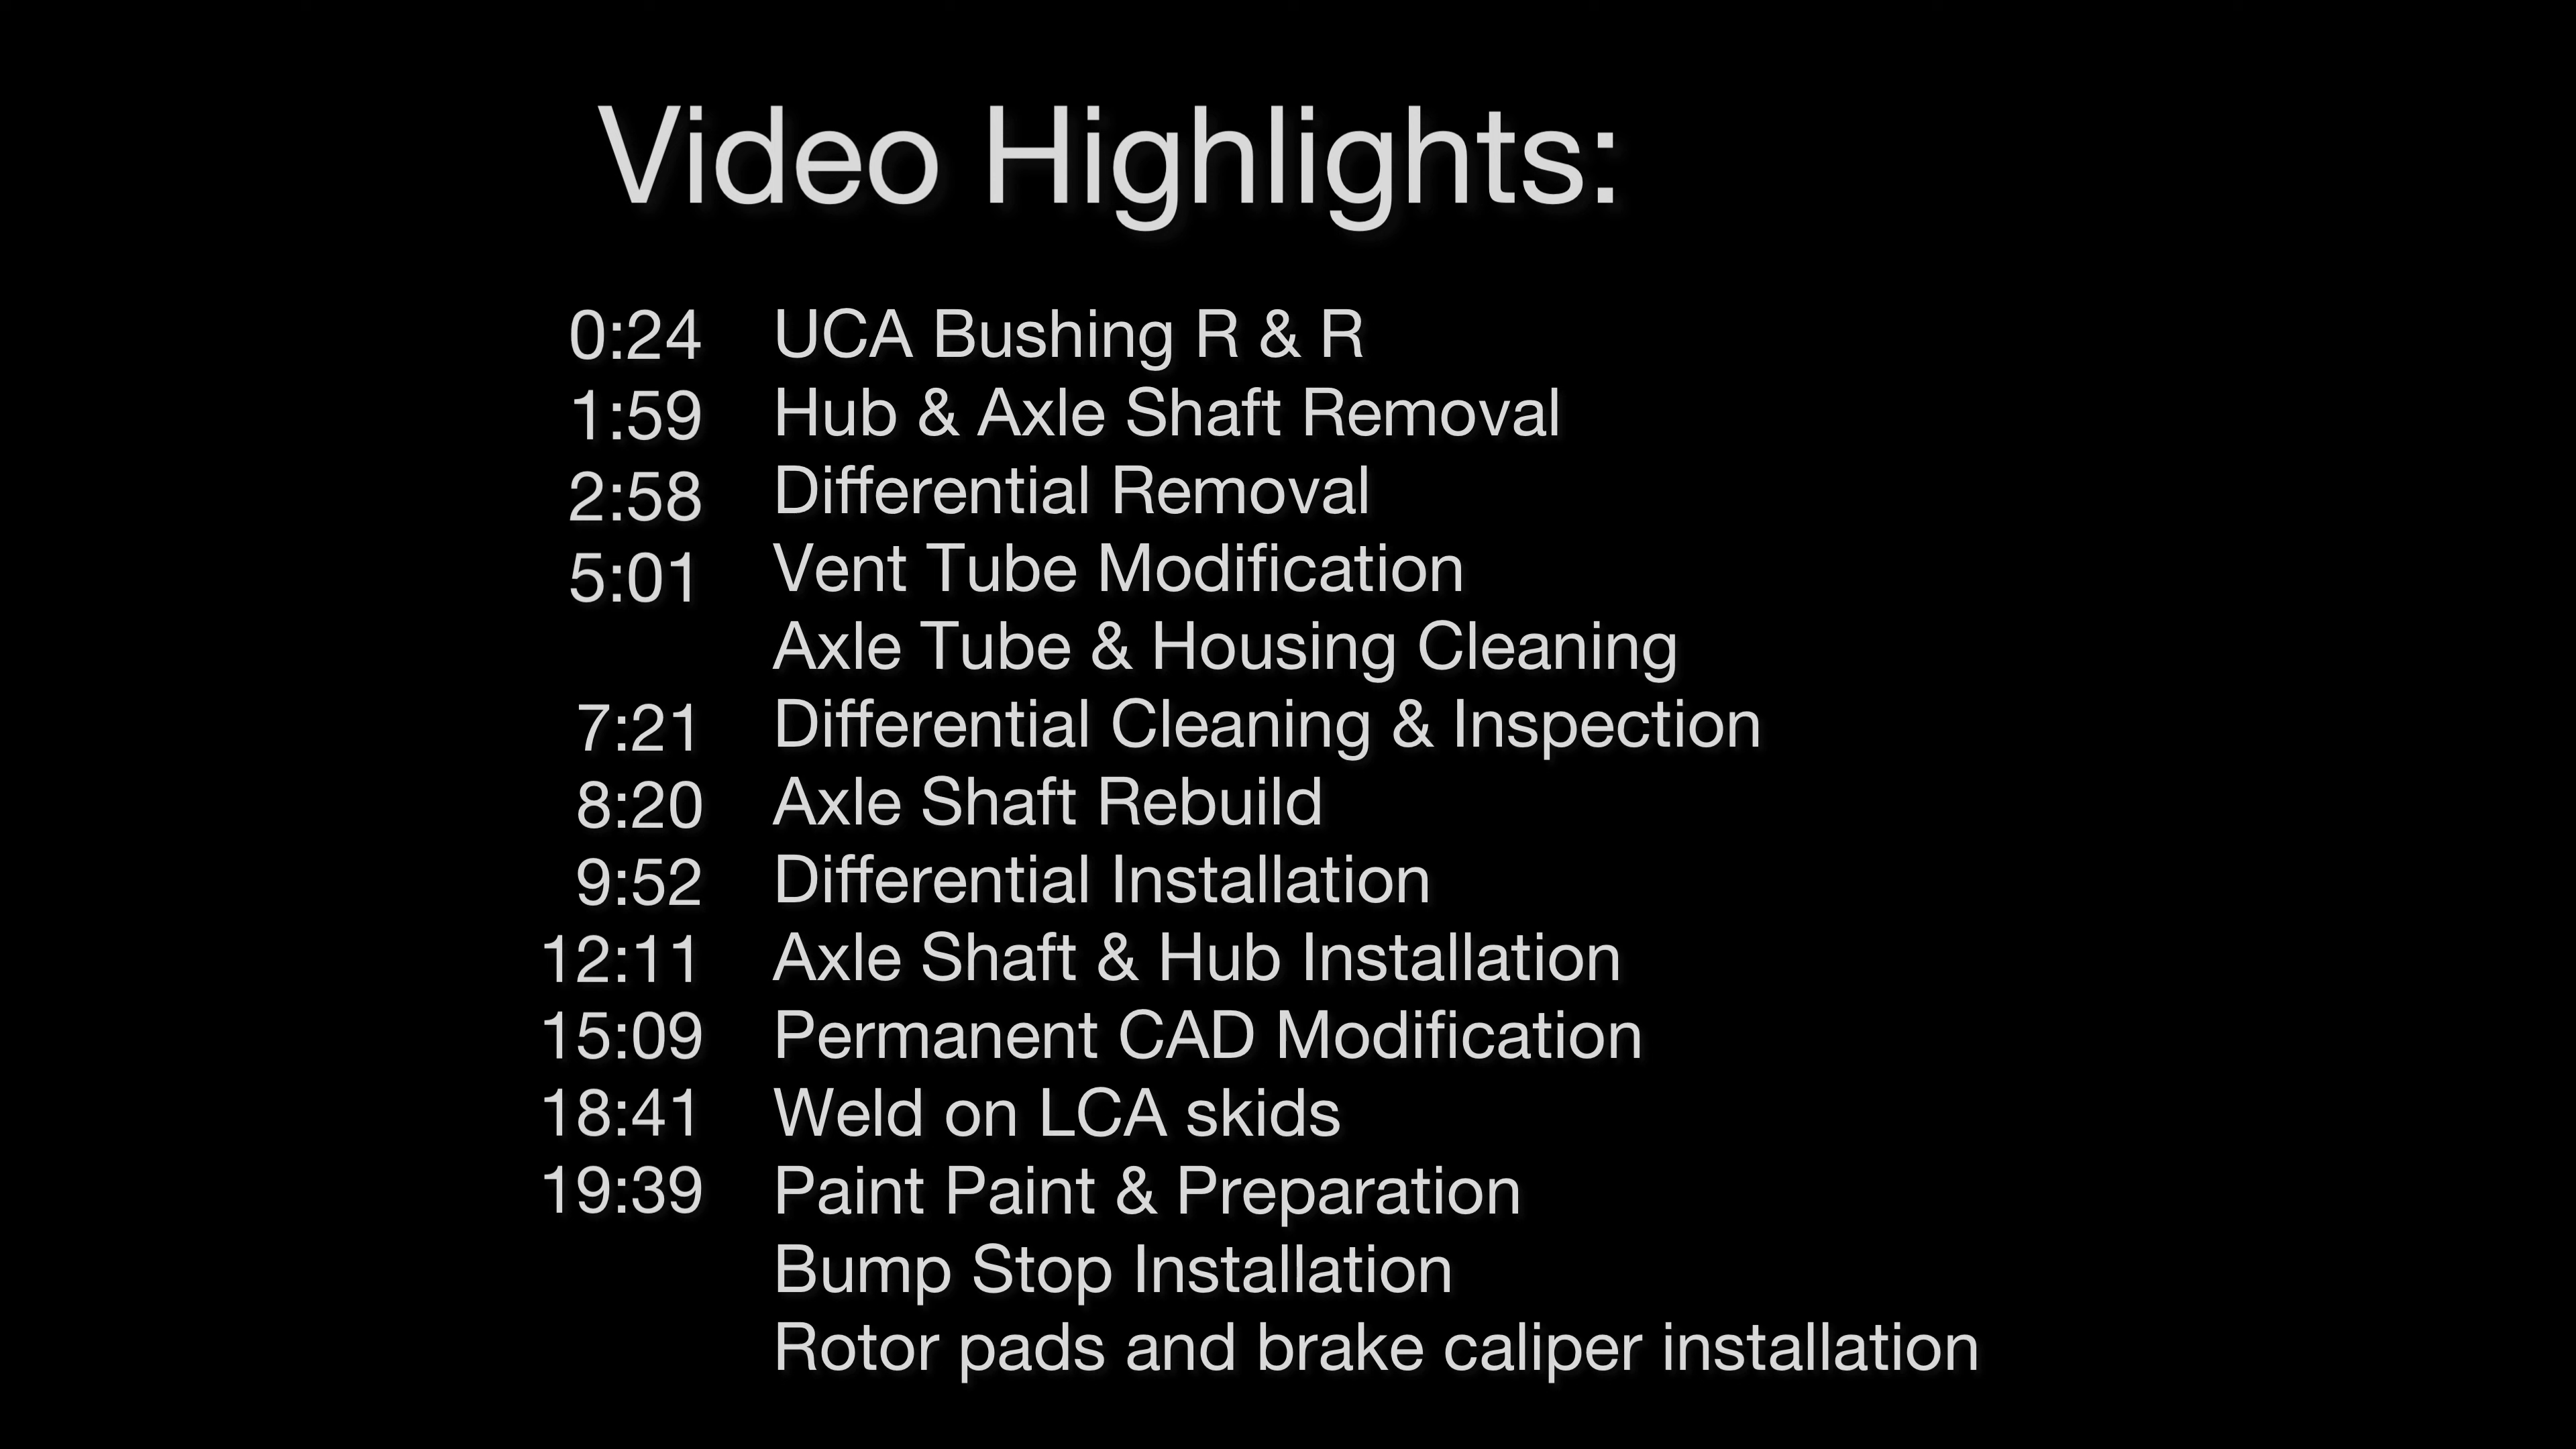 Video Highlights:
0:24 UCA Bushing R & R
1:59 Hub & Axle Shaft Removal
2:58 Differential Removal
5:01 Vent Tube Modification
Axle Tube & Housing Cleaning
7:21 Differential Cleaning & Inspection
8:20 Axle Shaft Rebuild
9:52 Differential Installation
12:11 Axle Shaft & Hub Installation
15:09 Permanent CAD Modification
18:41 Weld on LCA skids
19:39 Paint Paint & Preparation
Bump Stop Installation
Rotor pads and brake caliper installation